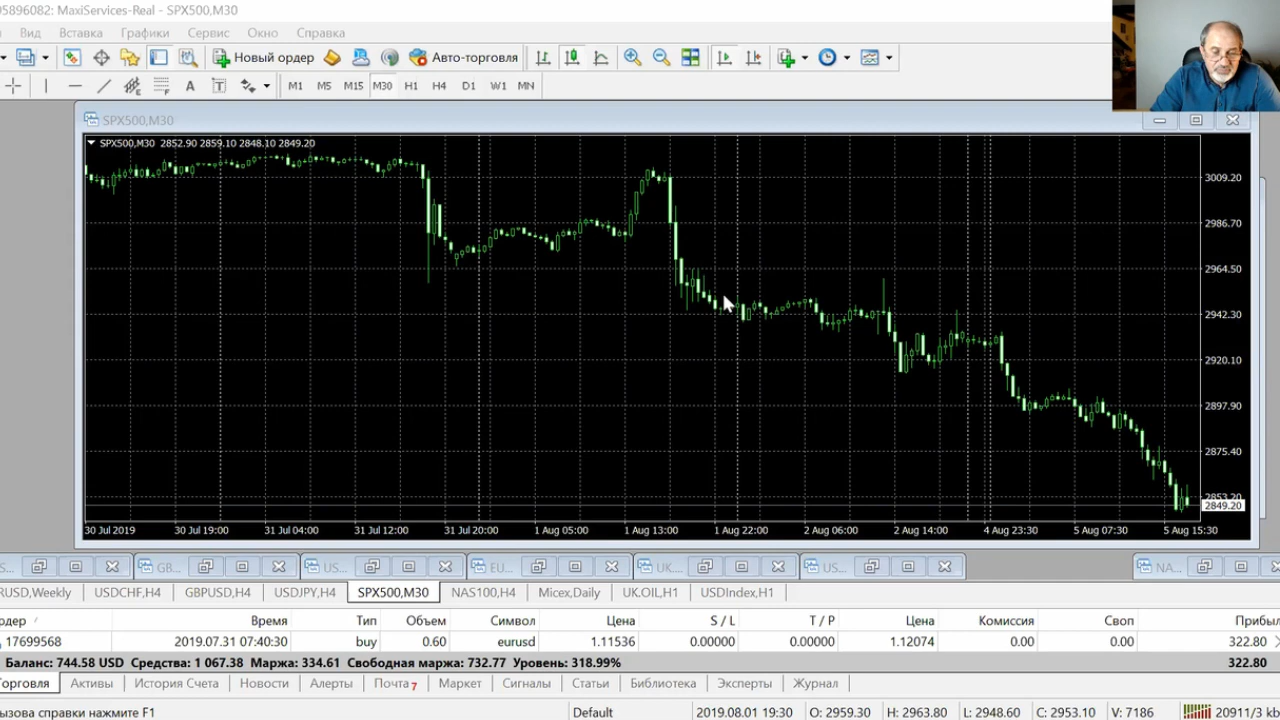 95896082: MaxiServices-Real - SPX500,M30
Вид Вставка Графики Сервис Окно Справка
Новый ордер Авто-торговля
A T M1 M5 M15 M30 H1 H4 D1 W1 MN
SPX500,M30
SPX500,M30 2852.90 2859.10 2848.10 2849.20
3009.20
2986.70
2964.50
2942.30
2920.10
2897.90
2875.40
2853.20
2849.20
30 Jul 2019 30 Jul 19:00 31 Jul 04:00 31 Jul 12:00 31 Jul 20:00 1 Aug 05:00 1 Aug 13:00 1 Aug 22:00 2 Aug 06:00 2 Aug 14:00 4 Aug 23:30 5 Aug 07:30 5 Aug 15:30
S... GB... US... EU... UK.... US... NA...
RUSD,Weekly USDCHF,H4 GBPUSD,H4 USDJPY,H4 SPX500,M30 NAS100,H4 Micex,Daily UK.OIL,H1 USDIndex,H1
рдер Время Тип Объем Символ Цена S / L T / P Цена Комиссия Своп Прибыл
17699568 2019.07.31 07:40:30 buy 0.60 eurusd 1.11536 0.00000 0.00000 1.12074 0.00 0.00 322.80
Баланс: 744.58 USD Средства: 1 067.38 Маржа: 334.61 Свободная маржа: 732.77 Уровень: 318.99% 322.80
орговля Активы История Счета Новости Алерты Почта 7 Маркет Сигналы Статьи Библиотека Эксперты Журнал
ызова справки нажмите F1 Default 2019.08.01 19:30 O: 2959.30 H: 2963.80 L: 2948.60 C: 2953.10 V: 7186 20911/3 kb